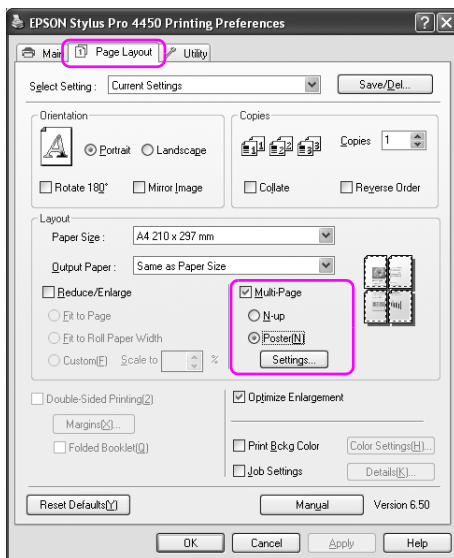 EPSON Stylus Pro 4450 Printing Preferences
Main Page Layout Utility
Select Setting : Current Settings Save/Del...
Orientation Copies
Portrait Landscape Copies 1
Rotate 180° Mirror Image Collate Reverse Order
Layout
Paper Size : A4 210 x 297 mm
Output Paper : Same as Paper Size
Reduce/Enlarge Multi-Page
Fit to Page N-up
Fit to Roll Paper Width Poster(N)
Custom(F) Scale to % Settings...
Double-Sided Printing(2) Optimize Enlargement
Margins(X)...
Folded Booklet(Q) Print Bckg Color Color Settings(H)...
Job Settings Details(K)...
Reset Defaults(Y) Manual Version 6.50
OK Cancel Apply Help